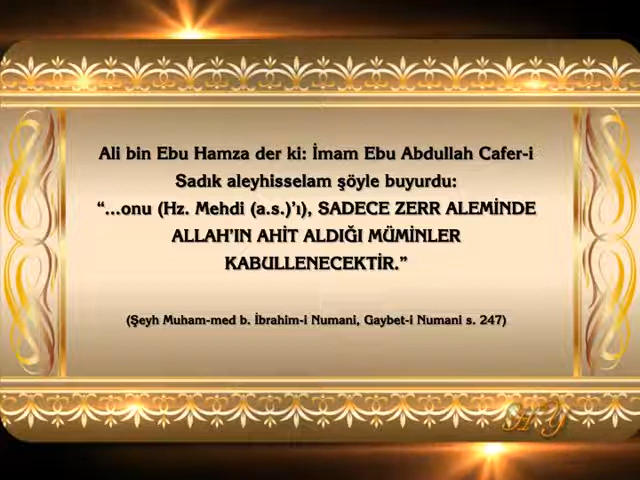 Ali bin Ebu Hamza der ki: İmam Ebu Abdullah Cafer-i
Sadık aleyhisselam şöyle buyurdu:
“...onu (Hz. Mehdi (a.s.)’ı), SADECE ZERR ALEMİNDE
ALLAH’IN AHİT ALDIĞI MÜMİNLER
KABULLENECEKTİR.”
(Şeyh Muham-med b. İbrahim-i Numani, Gaybet-i Numani s. 247)